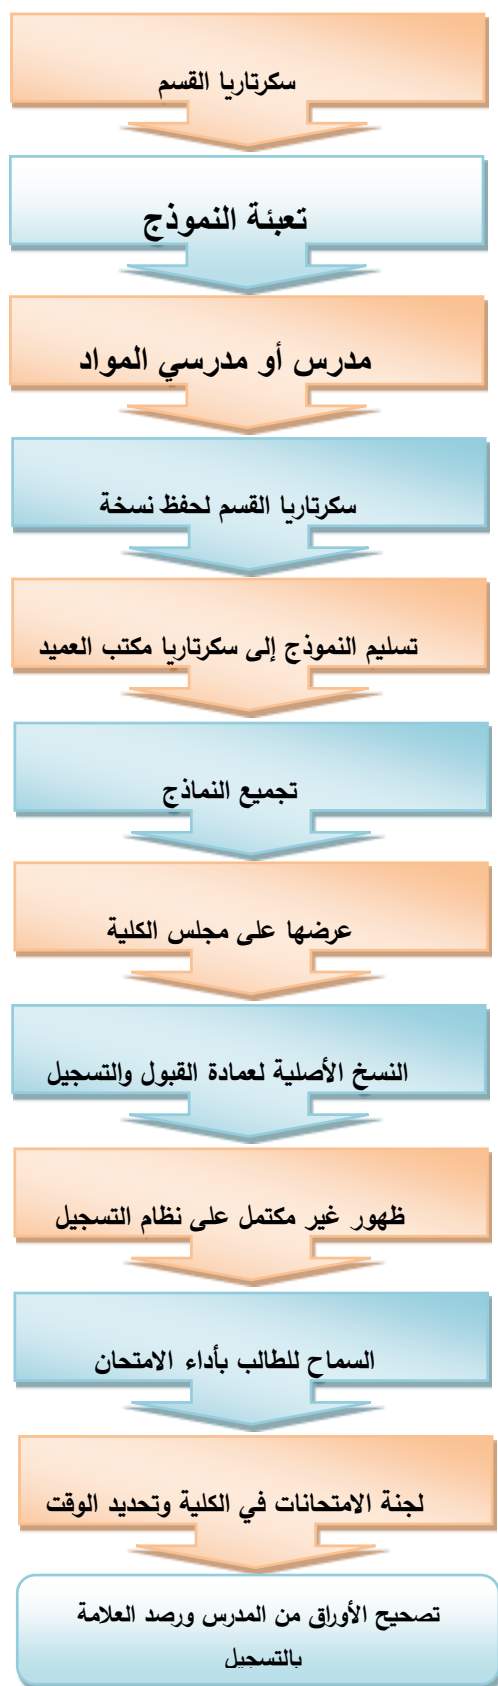 سكرتاريا القسم
تعبئة النموذج
مدرس أو مدرسي المواد
سكرتاريا القسم لحفظ نسخة
تسليم النموذج إلى سكرتاريا مكتب العميد
تجميع النماذج
عرضها على مجلس الكلية
النسخ الأصلية لعمادة القبول والتسجيل
ظهور غير مكتمل على نظام التسجيل
السماح للطالب بأداء الامتحان
لجنة الامتحانات في الكلية وتحديد الوقت
تصحيح الأوراق من المدرس ورصد العلامة
بالتسجيل